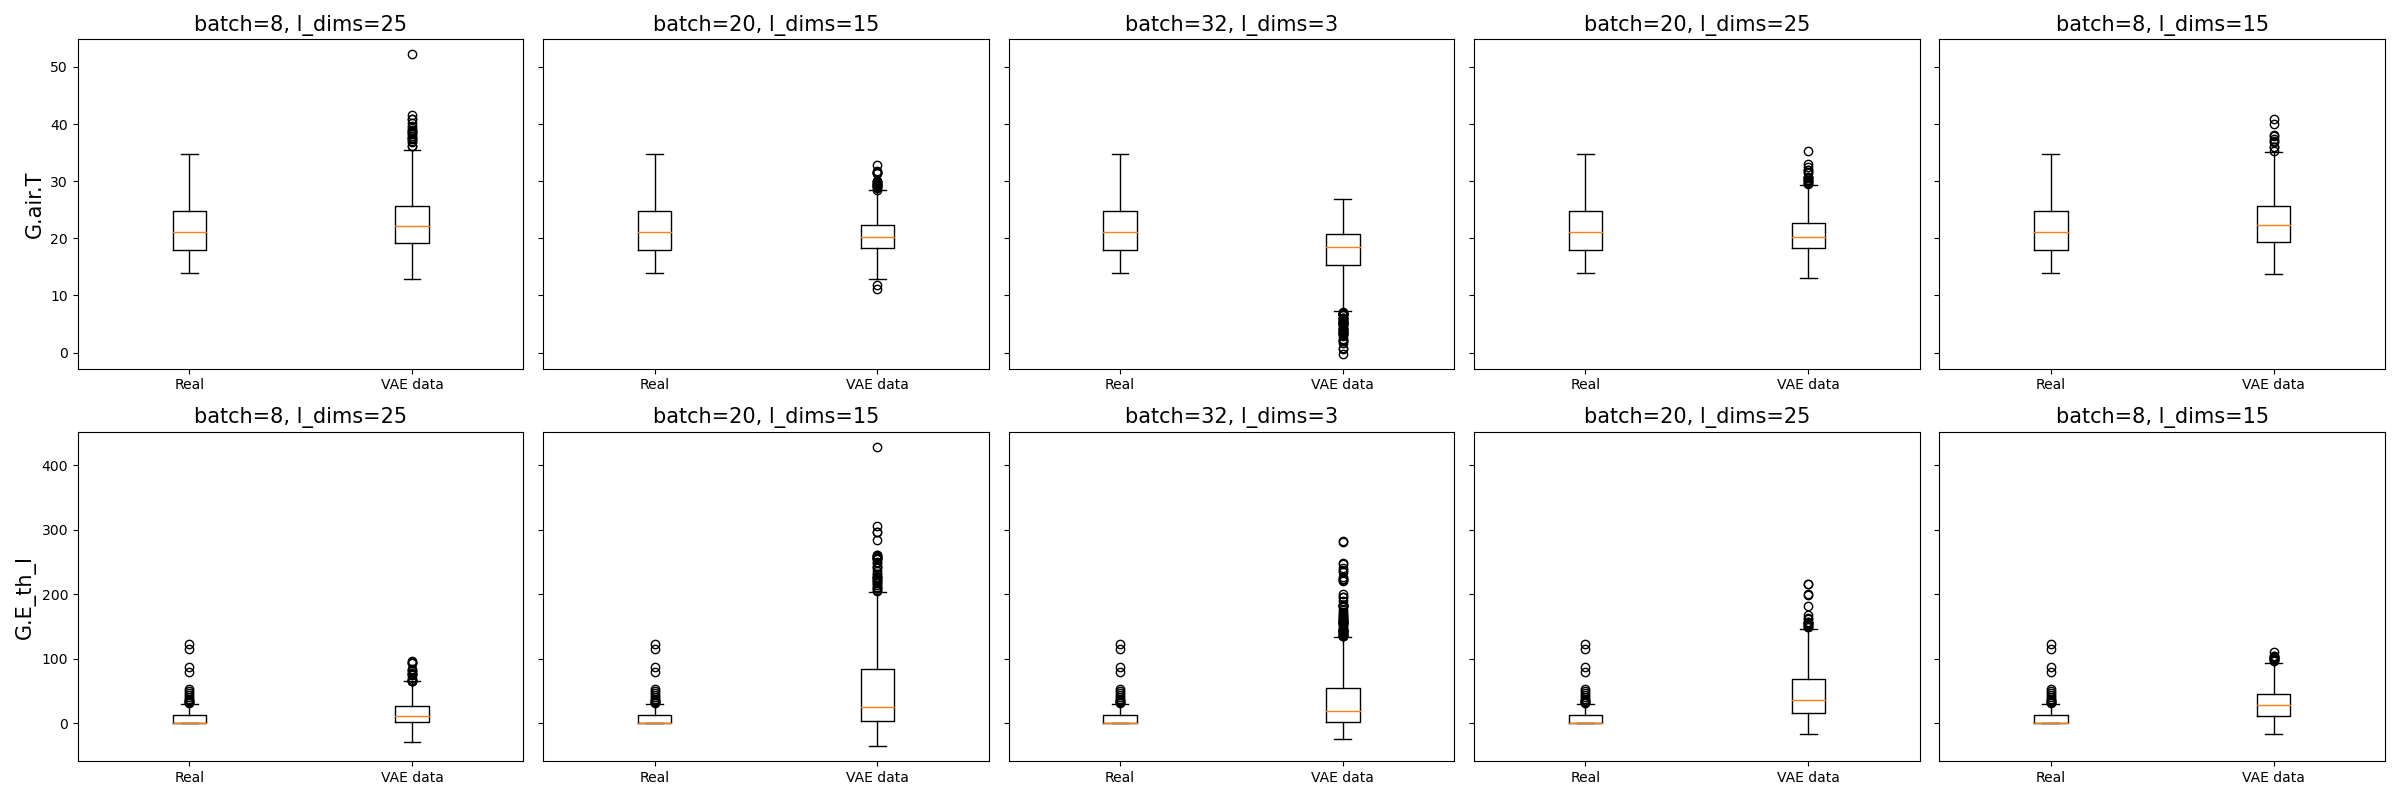 batch=8, l_dims=25
batch=20, l_dims=15
batch=32, l_dims=3
batch=20, l_dims=25
batch=8, l_dims=15
G.air.T
50
40
30
20
10
0
Real VAE data
Real VAE data
Real VAE data
Real VAE data
Real VAE data
batch=8, l_dims=25
batch=20, l_dims=15
batch=32, l_dims=3
batch=20, l_dims=25
batch=8, l_dims=15
G.E_th_l
400
300
200
100
0
Real VAE data
Real VAE data
Real VAE data
Real VAE data
Real VAE data